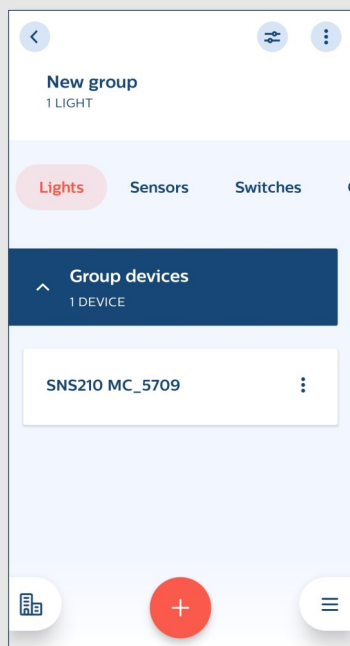 New group
1 LIGHT
Lights Sensors Switches
Group devices
1 DEVICE
SNS210 MC_5709